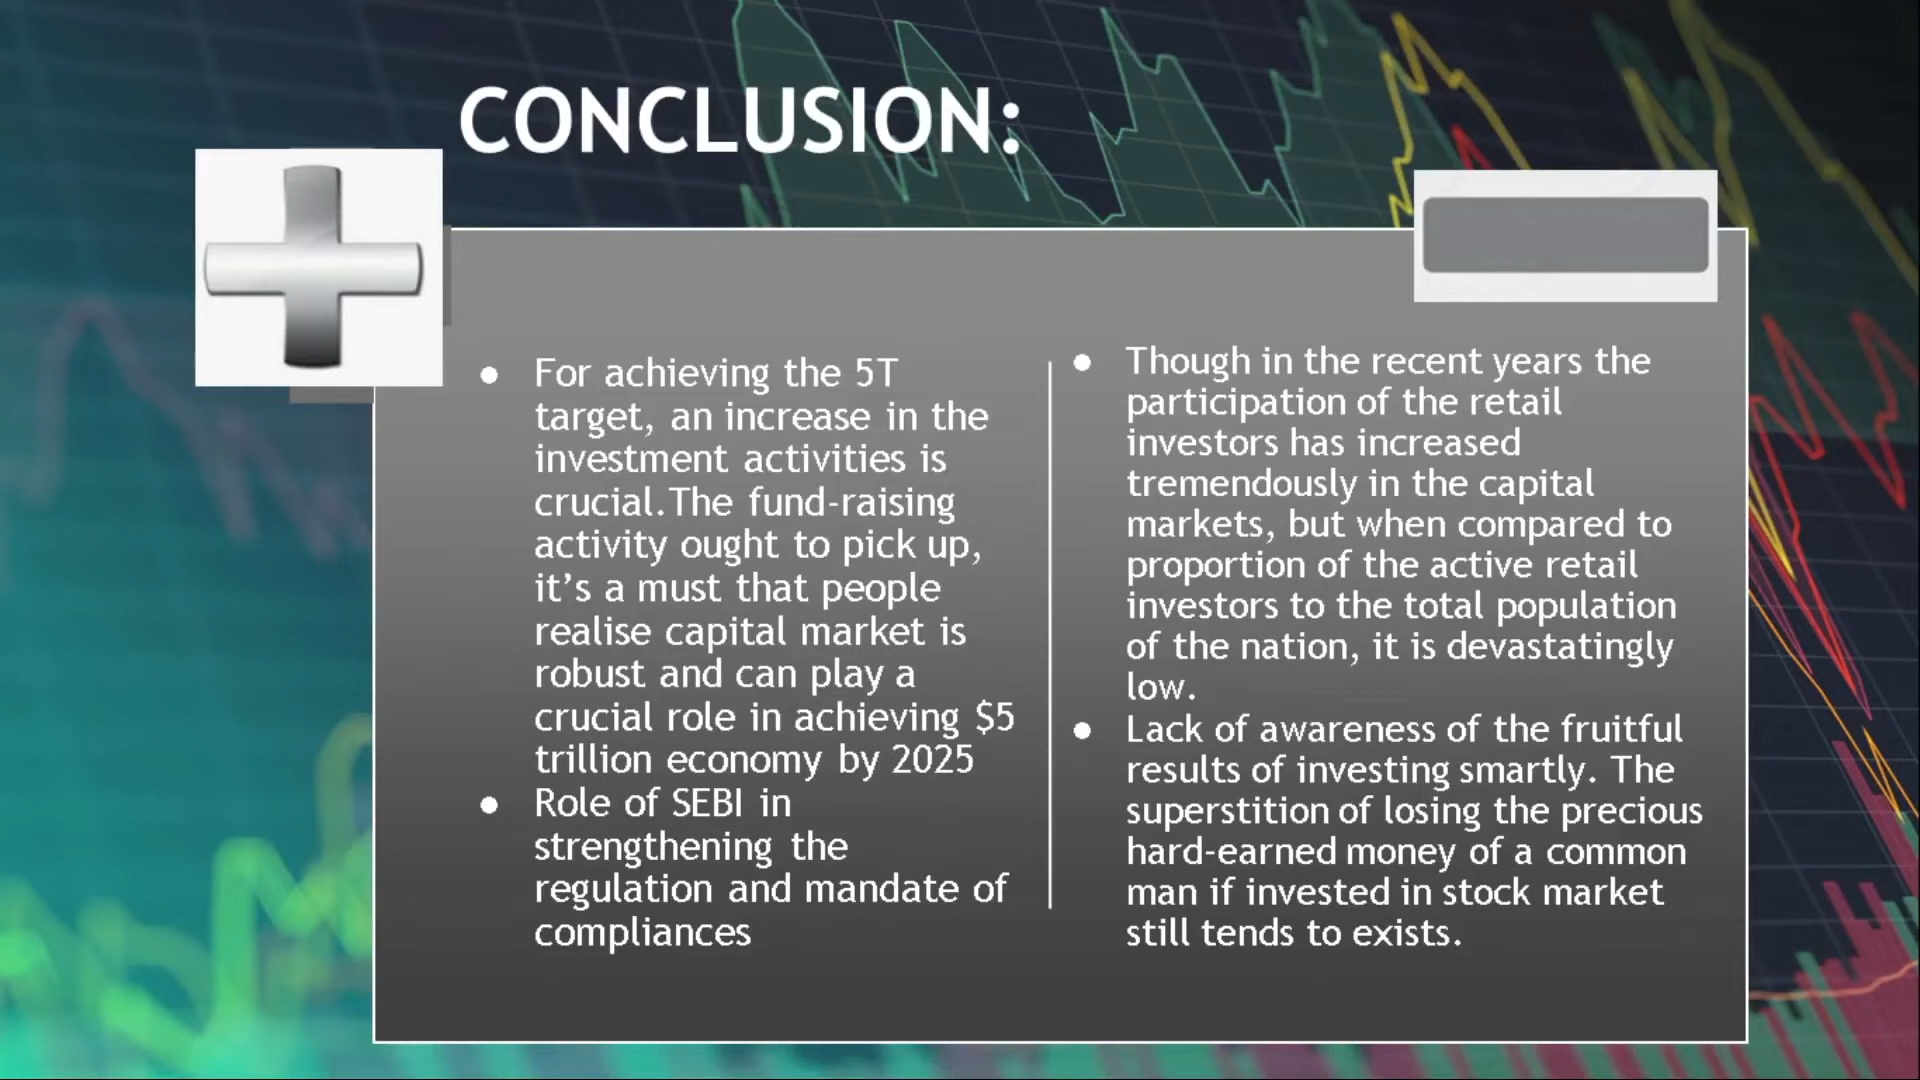 CONCLUSION:
● For achieving the 5T
target, an increase in the
investment activities is
crucial.The fund-raising
activity ought to pick up,
it’s a must that people
realise capital market is
robust and can play a
crucial role in achieving $5
trillion economy by 2025
● Role of SEBI in
strengthening the
regulation and mandate of
compliances
● Though in the recent years the
participation of the retail
investors has increased
tremendously in the capital
markets, but when compared to
proportion of the active retail
investors to the total population
of the nation, it is devastatingly
low.
● Lack of awareness of the fruitful
results of investing smartly. The
superstition of losing the precious
hard-earned money of a common
man if invested in stock market
still tends to exists.